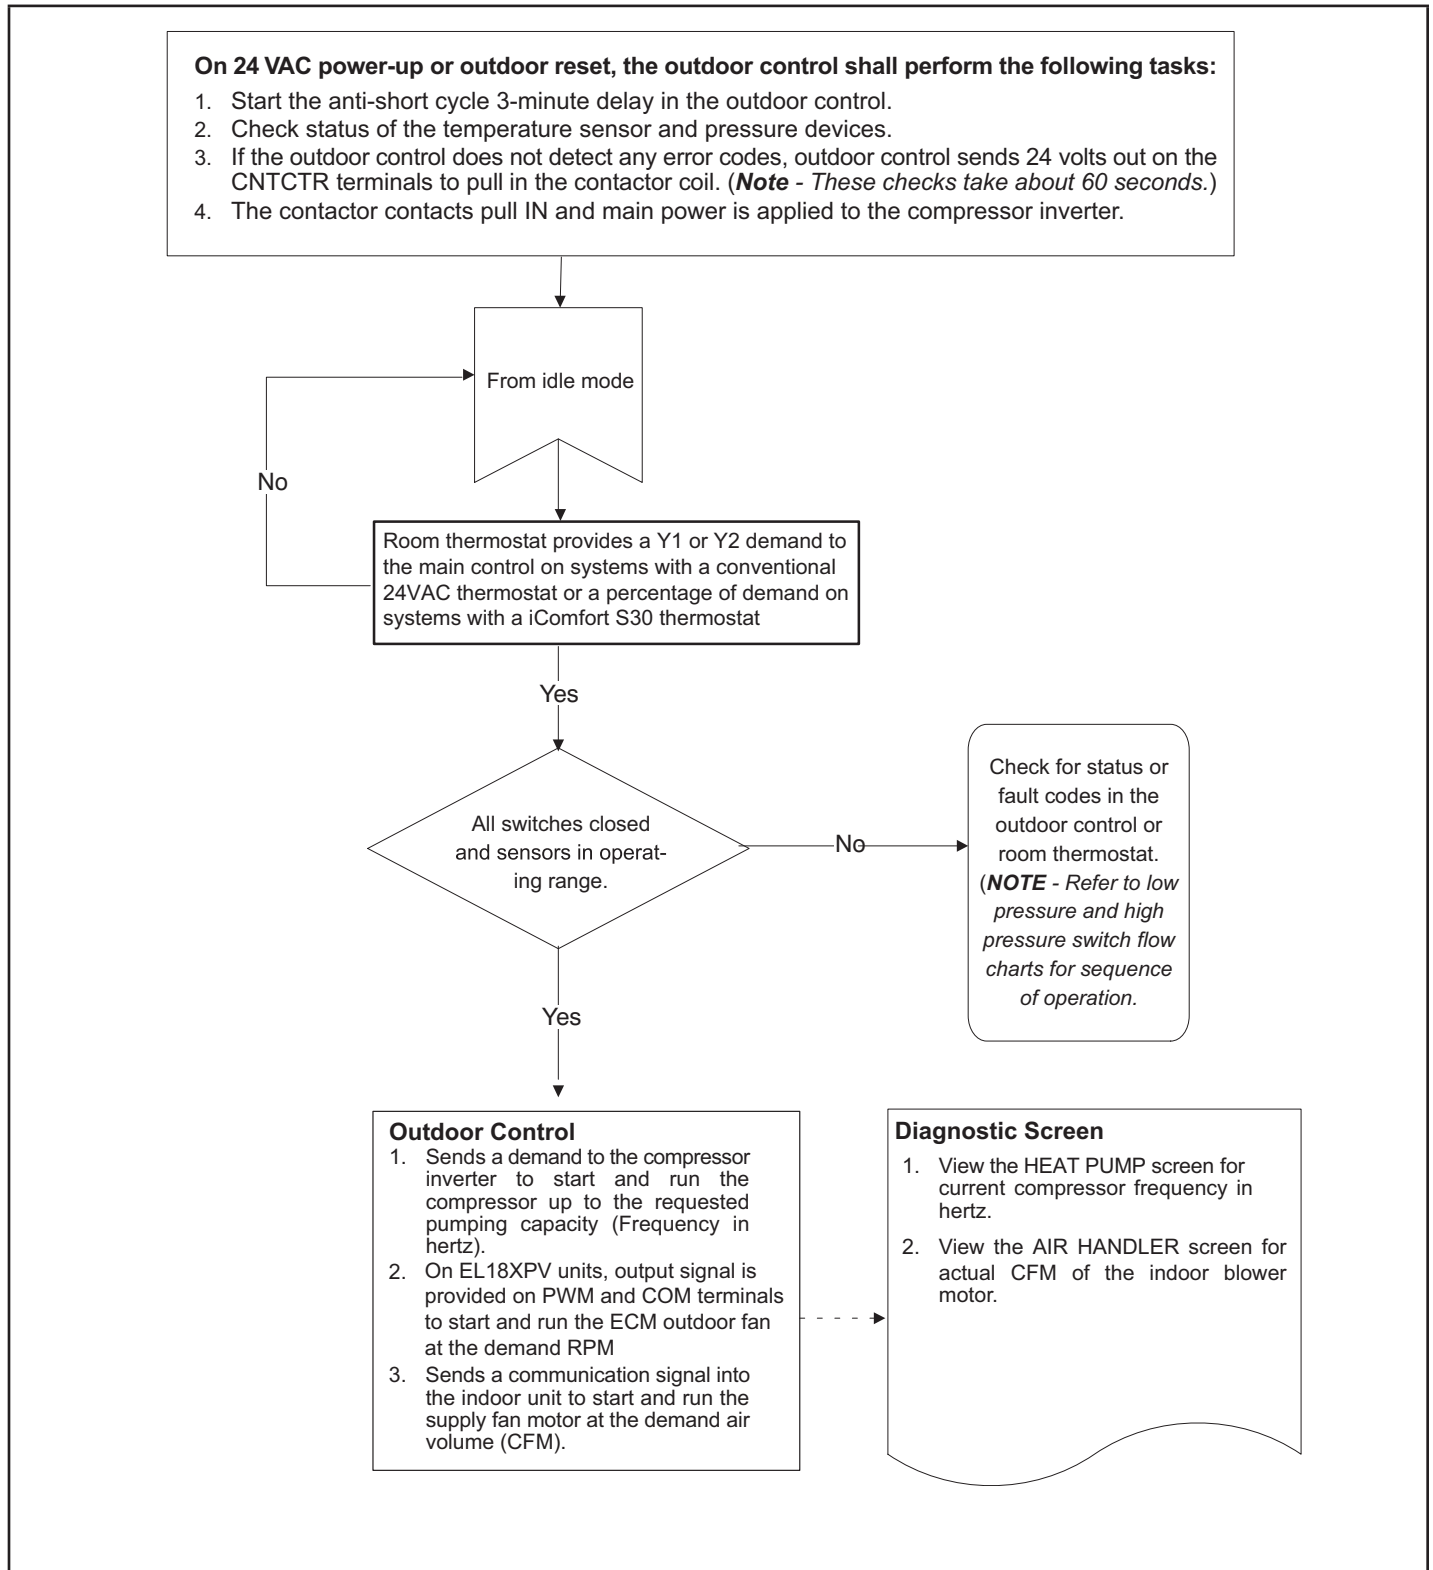 On 24 VAC power-up or outdoor reset, the outdoor control shall perform the following tasks:
1. Start the anti-short cycle 3-minute delay in the outdoor control.
2. Check status of the temperature sensor and pressure devices.
3. If the outdoor control does not detect any error codes, outdoor control sends 24 volts out on the
CNTCTR terminals to pull in the contactor coil. (Note - These checks take about 60 seconds.)
4. The contactor contacts pull IN and main power is applied to the compressor inverter.
From idle mode
No
Room thermostat provides a Y1 or Y2 demand to
the main control on systems with a conventional
24VAC thermostat or a percentage of demand on
systems with a iComfort S30 thermostat
Yes
All switches closed
and sensors in operat-
ing range.
No
Check for status or
fault codes in the
outdoor control or
room thermostat.
(NOTE - Refer to low
pressure and high
pressure switch flow
charts for sequence
of operation.
Yes
Outdoor Control
1. Sends a demand to the compressor
inverter to start and run the
compressor up to the requested
pumping capacity (Frequency in
hertz).
2. On EL18XPV units, output signal is
provided on PWM and COM terminals
to start and run the ECM outdoor fan
at the demand RPM
3. Sends a communication signal into
the indoor unit to start and run the
supply fan motor at the demand air
volume (CFM).
Diagnostic Screen
1. View the HEAT PUMP screen for
current compressor frequency in
hertz.
2. View the AIR HANDLER screen for
actual CFM of the indoor blower
motor.